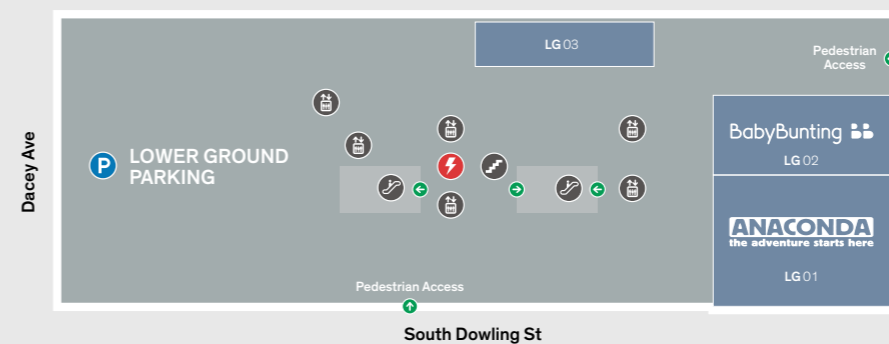 LG 03
Pedestrian
Access
BabyBunting
LG 02
Dacey Ave
P
LOWER GROUND
PARKING
ANACONDA
the adventure starts here
LG 01
Pedestrian Access
South Dowling St